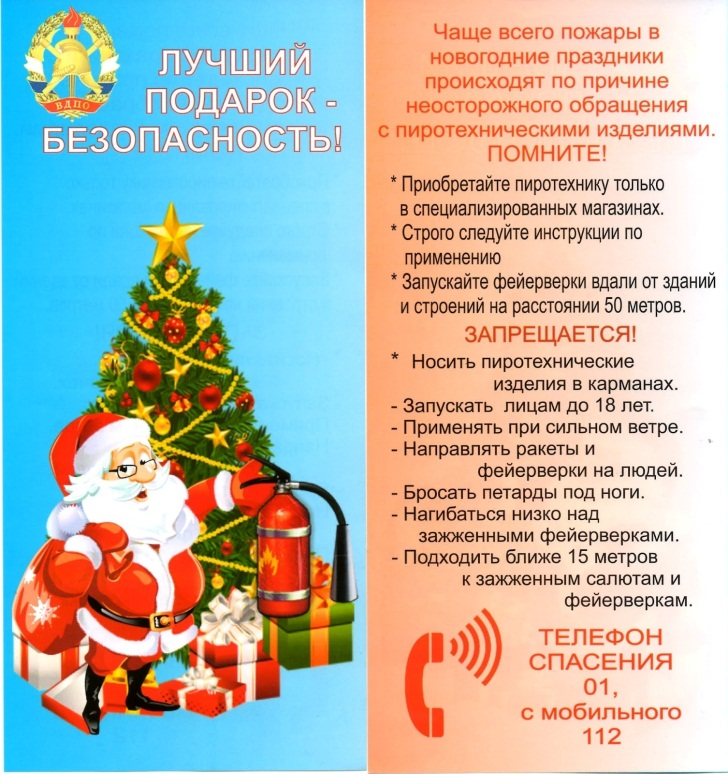 ВДПО
ЛУЧШИЙ
ПОДАРОК -
БЕЗОПАСНОСТЬ!
Чаще всего пожары в
новогодние праздники
происходят по причине
неосторожного обращения
с пиротехническими изделиями.
ПОМНИТЕ!
* Приобретайте пиротехнику только
в специализированных магазинах.
* Строго следуйте инструкции по
применению
* Запускайте фейерверки вдали от зданий
и строений на расстоянии 50 метров.
ЗАПРЕЩАЕТСЯ!
* Носить пиротехнические
изделия в карманах.
- Запускать лицам до 18 лет.
- Применять при сильном ветре.
- Направлять ракеты и
фейерверки на людей.
- Бросать петарды под ноги.
- Нагибаться низко над
зажженными фейерверками.
- Подходить ближе 15 метров
к зажженным салютам и
фейерверкам.
ТЕЛЕФОН
СПАСЕНИЯ
01,
с мобильного
112